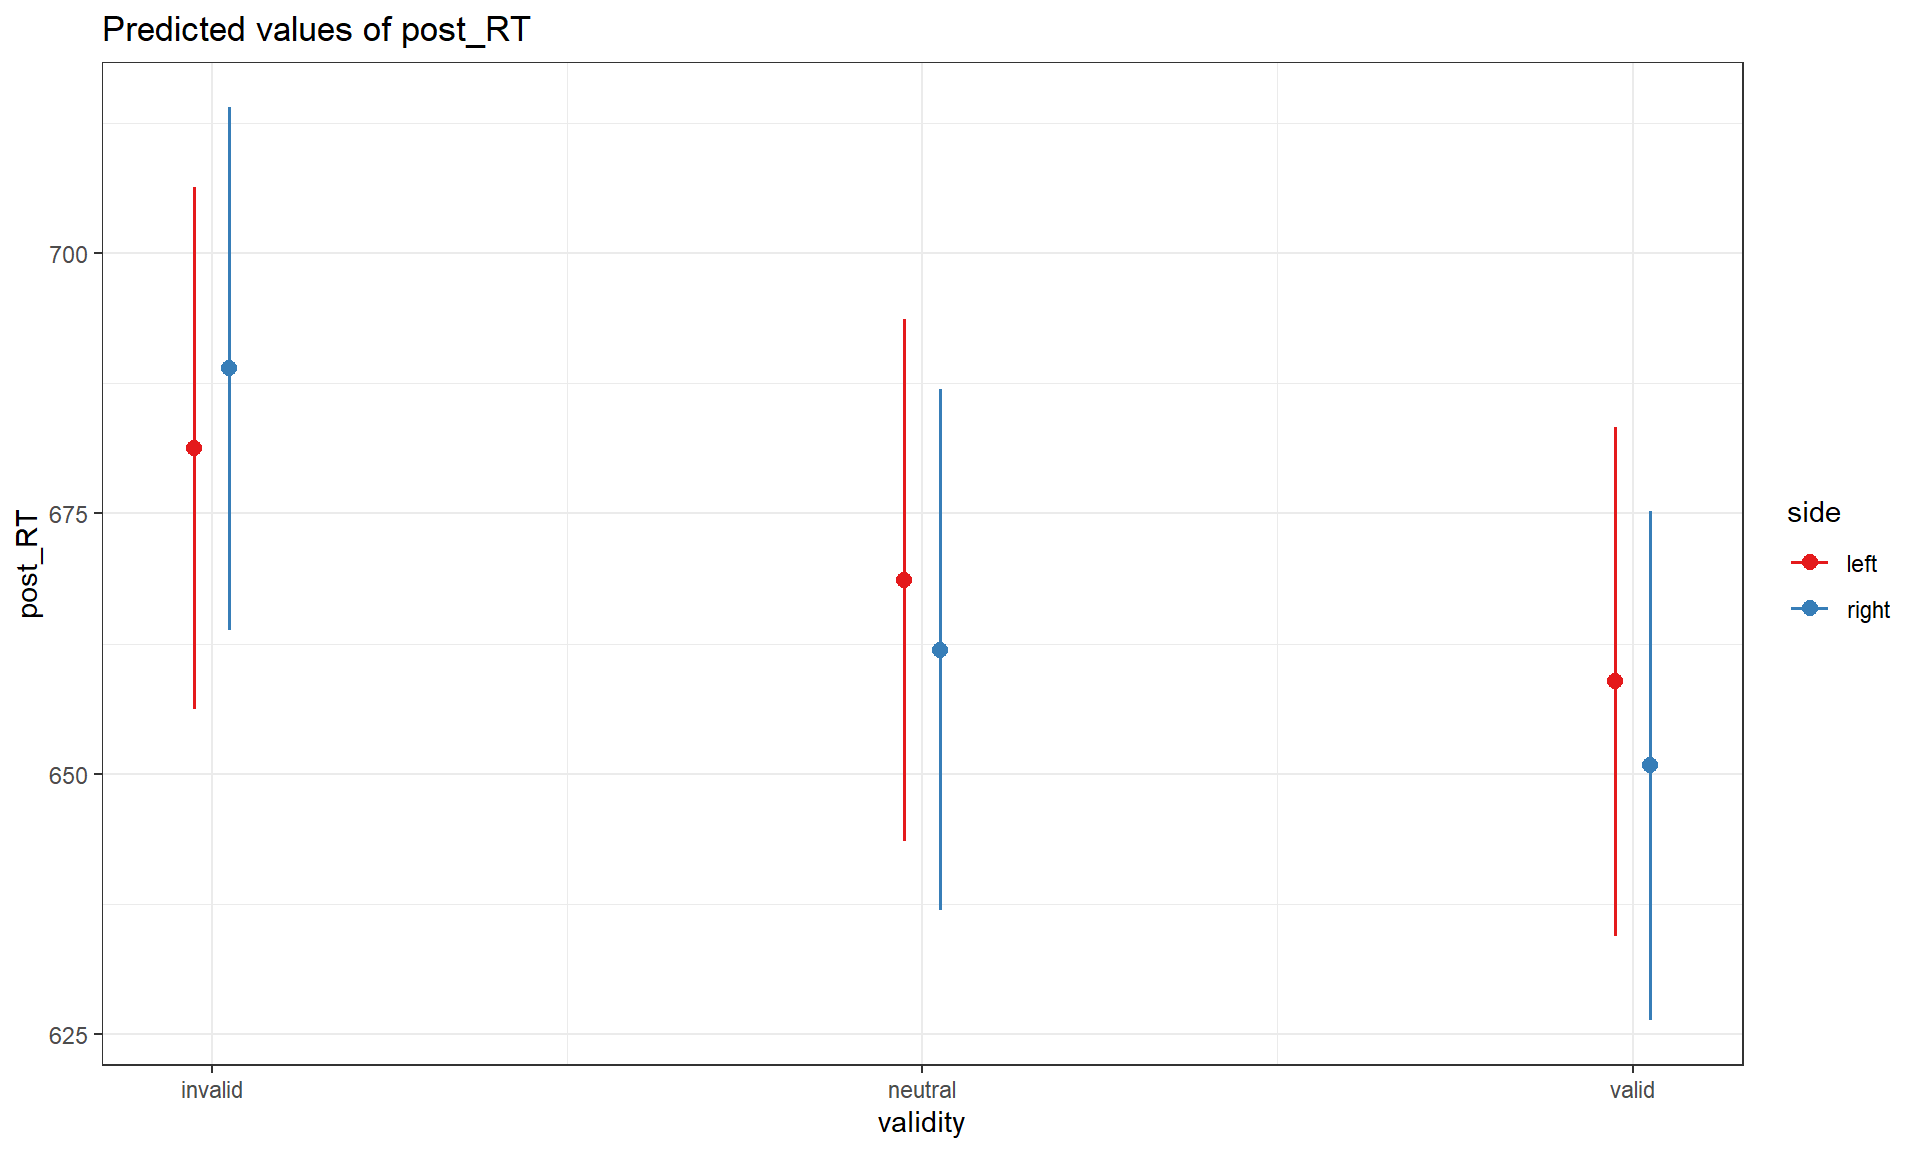 Predicted values of post_RT
post_RT
700
675
650
625
invalid
neutral
valid
validity
side
left
right